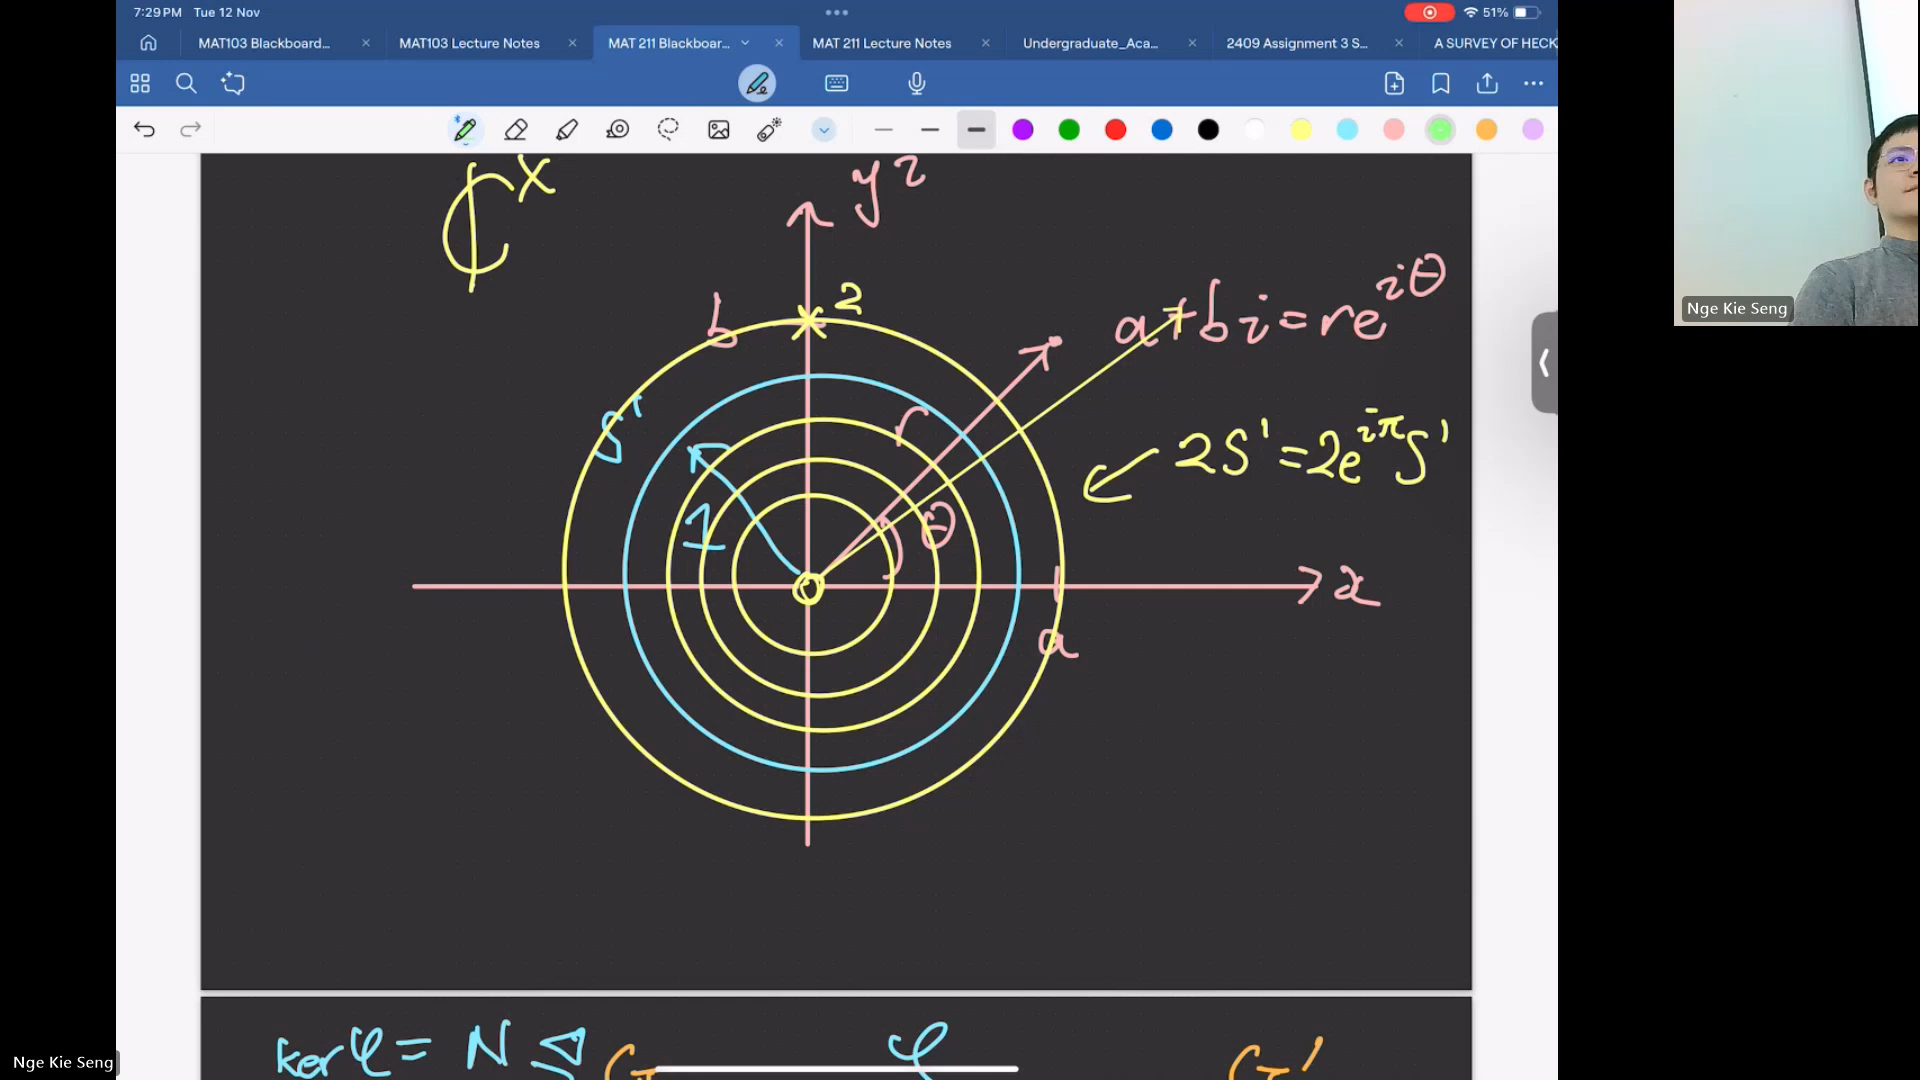 7:29 PM Tue 12 Nov
51%
MAT103 Blackboard...
MAT103 Lecture Notes
MAT 211 Blackboar...
MAT 211 Lecture Notes
Undergraduate_Aca...
2409 Assignment 3 S...
A SURVEY OF HECK
ℂ^×
yi
b
2
a+bi=re^{iθ}
S¹
r
2S¹=2e^{iπ}S¹
1
θ
x
a
ker φ = N ⊴ G
φ
G'
Nge Kie Seng
Nge Kie Seng